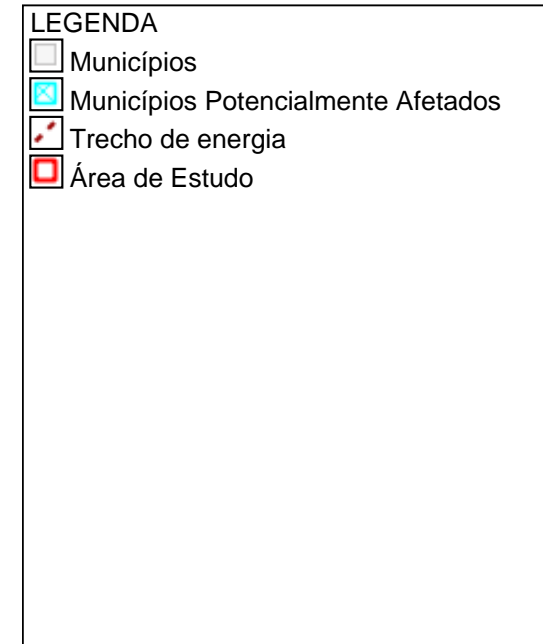 LEGENDA
Municípios
Municípios Potencialmente Afetados
Trecho de energia
Área de Estudo